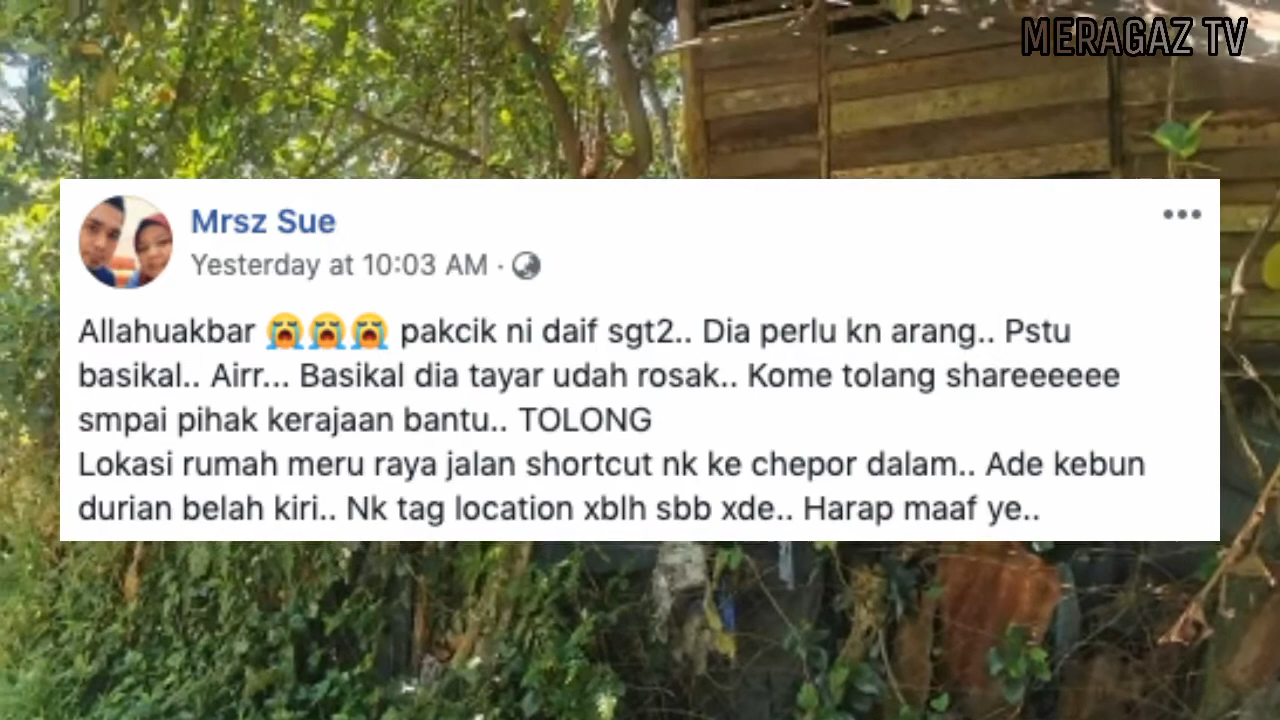 MERAGAZ TV
Mrsz Sue
Yesterday at 10:03 AM ·
Allahuakbar 😭😭😭 pakcik ni daif sgt2.. Dia perlu kn arang.. Pstu
basikal.. Airr... Basikal dia tayar udah rosak.. Kome tolang shareeeeee
smpai pihak kerajaan bantu.. TOLONG
Lokasi rumah meru raya jalan shortcut nk ke chepor dalam.. Ade kebun
durian belah kiri.. Nk tag location xblh sbb xde.. Harap maaf ye..